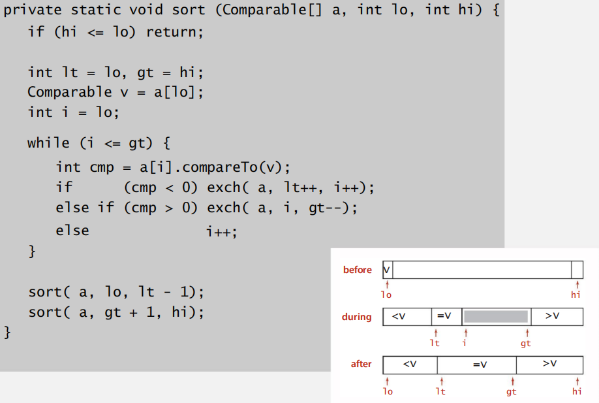 private static void sort (Comparable[] a, int lo, int hi) {
if (hi <= lo) return;
int lt = lo, gt = hi;
Comparable v = a[lo];
int i = lo;
while (i <= gt) {
int cmp = a[i].compareTo(v);
if (cmp < 0) exch( a, lt++, i++);
else if (cmp > 0) exch( a, i, gt--);
else i++;
}
sort( a, lo, lt - 1);
sort( a, gt + 1, hi);
}
before v
lo hi
during <v =v >v
lt i gt
after <v =v >v
lo lt gt hi